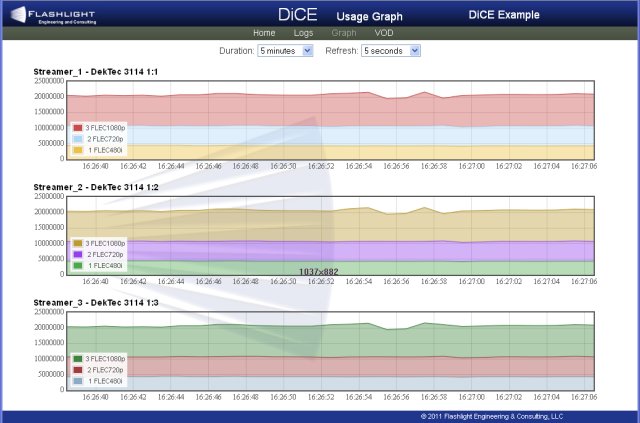 FLASHLIGHT
Engineering and Consulting
DiCE Usage Graph DiCE Example
Home Logs Graph VOD
Duration: 5 minutes Refresh: 5 seconds
Streamer_1 - DekTec 3114 1:1
25000000
20000000
15000000
10000000
5000000
0
3 FLEC1080p
2 FLEC720p
1 FLEC480i
16:26:40 16:26:42 16:26:44 16:26:46 16:26:48 16:26:50 16:26:52 16:26:54 16:26:56 16:26:58 16:27:00 16:27:02 16:27:04 16:27:06
Streamer_2 - DekTec 3114 1:2
25000000
20000000
15000000
10000000
5000000
0
3 FLEC1080p
2 FLEC720p
1 FLEC480i
1037x882
16:26:40 16:26:42 16:26:44 16:26:46 16:26:48 16:26:50 16:26:52 16:26:54 16:26:56 16:26:58 16:27:00 16:27:02 16:27:04 16:27:06
Streamer_3 - DekTec 3114 1:3
25000000
20000000
15000000
10000000
5000000
0
3 FLEC1080p
2 FLEC720p
1 FLEC480i
16:26:40 16:26:42 16:26:44 16:26:46 16:26:48 16:26:50 16:26:52 16:26:54 16:26:56 16:26:58 16:27:00 16:27:02 16:27:04 16:27:06
© 2011 Flashlight Engineering & Consulting, LLC